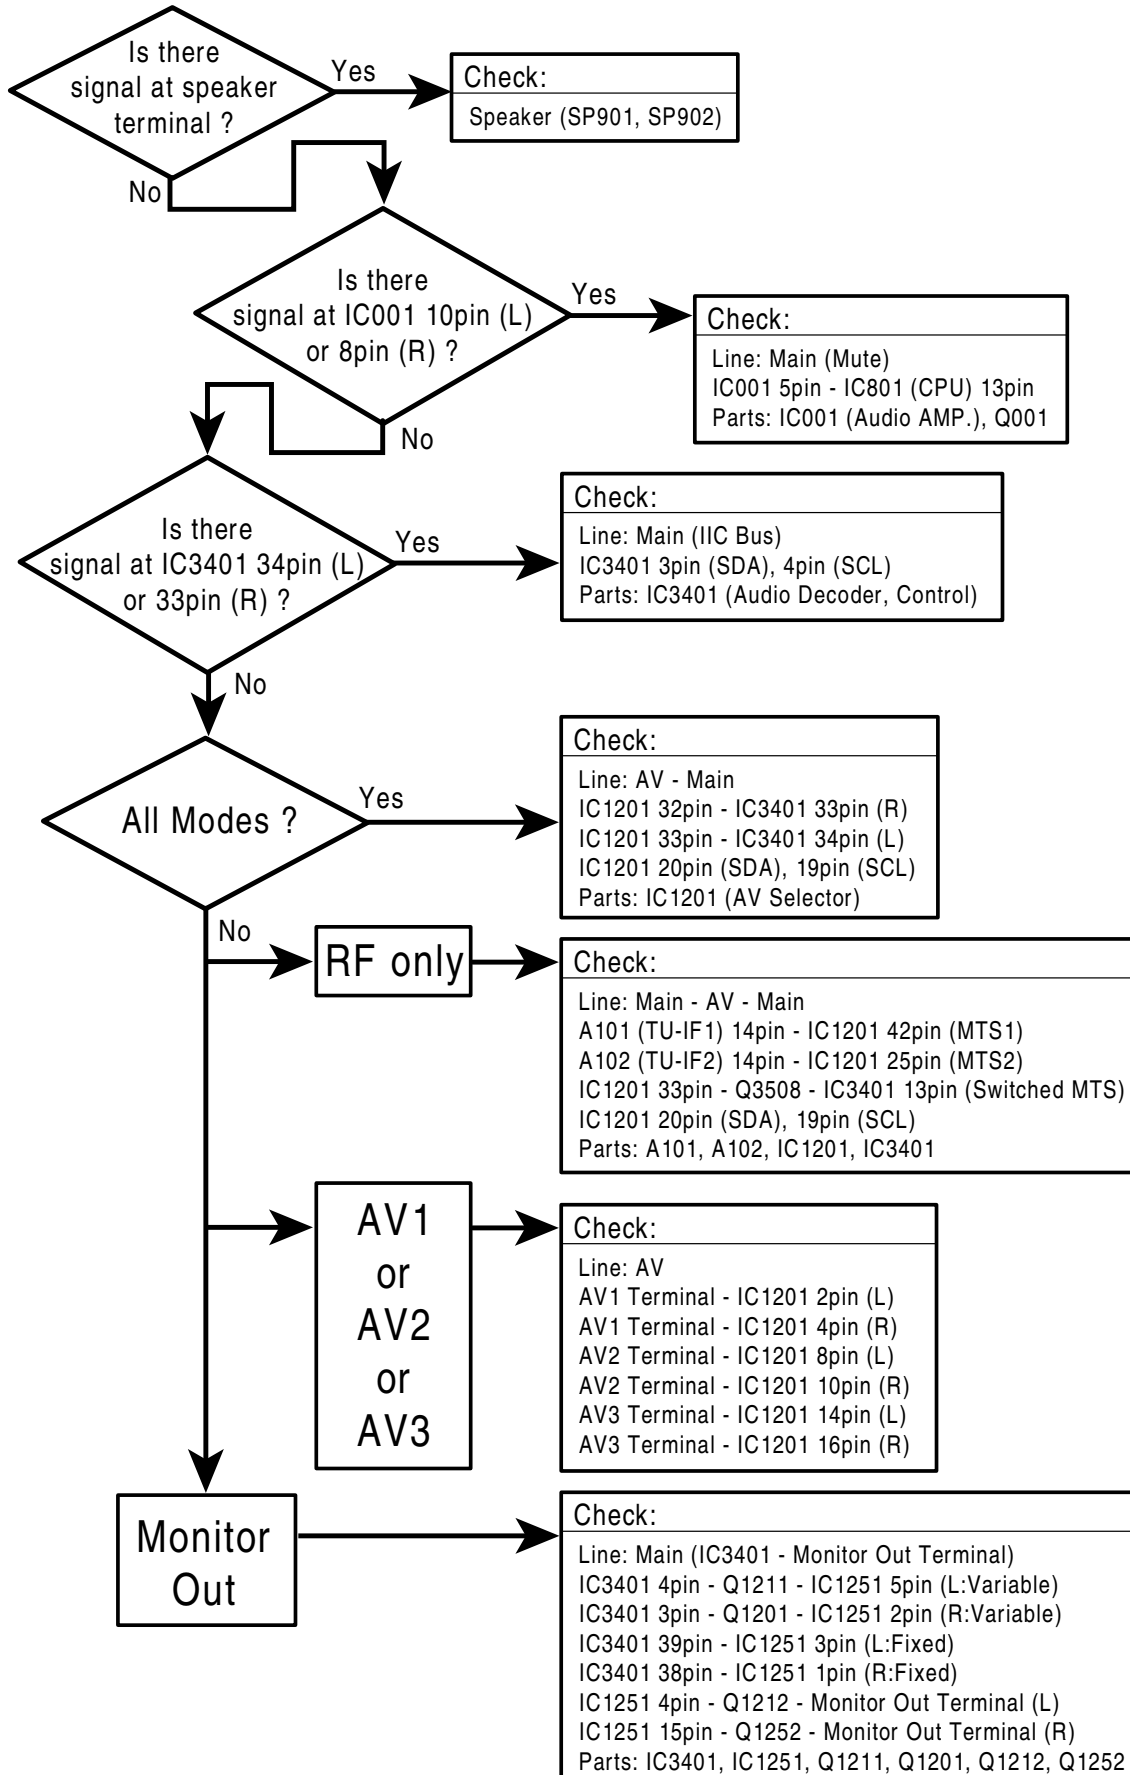 Is there
signal at speaker
terminal ?
Yes
Check:
Speaker (SP901, SP902)
No
Is there
signal at IC001 10pin (L)
or 8pin (R) ?
Yes
Check:
Line: Main (Mute)
IC001 5pin - IC801 (CPU) 13pin
Parts: IC001 (Audio AMP.), Q001
No
Is there
signal at IC3401 34pin (L)
or 33pin (R) ?
Yes
Check:
Line: Main (IIC Bus)
IC3401 3pin (SDA), 4pin (SCL)
Parts: IC3401 (Audio Decoder, Control)
No
All Modes ?
Yes
Check:
Line: AV - Main
IC1201 32pin - IC3401 33pin (R)
IC1201 33pin - IC3401 34pin (L)
IC1201 20pin (SDA), 19pin (SCL)
Parts: IC1201 (AV Selector)
No
RF only
Check:
Line: Main - AV - Main
A101 (TU-IF1) 14pin - IC1201 42pin (MTS1)
A102 (TU-IF2) 14pin - IC1201 25pin (MTS2)
IC1201 33pin - Q3508 - IC3401 13pin (Switched MTS)
IC1201 20pin (SDA), 19pin (SCL)
Parts: A101, A102, IC1201, IC3401
AV1
or
AV2
or
AV3
Check:
Line: AV
AV1 Terminal - IC1201 2pin (L)
AV1 Terminal - IC1201 4pin (R)
AV2 Terminal - IC1201 8pin (L)
AV2 Terminal - IC1201 10pin (R)
AV3 Terminal - IC1201 14pin (L)
AV3 Terminal - IC1201 16pin (R)
Monitor
Out
Check:
Line: Main (IC3401 - Monitor Out Terminal)
IC3401 4pin - Q1211 - IC1251 5pin (L:Variable)
IC3401 3pin - Q1201 - IC1251 2pin (R:Variable)
IC3401 39pin - IC1251 3pin (L:Fixed)
IC3401 38pin - IC1251 1pin (R:Fixed)
IC1251 4pin - Q1212 - Monitor Out Terminal (L)
IC1251 15pin - Q1252 - Monitor Out Terminal (R)
Parts: IC3401, IC1251, Q1211, Q1201, Q1212, Q1252